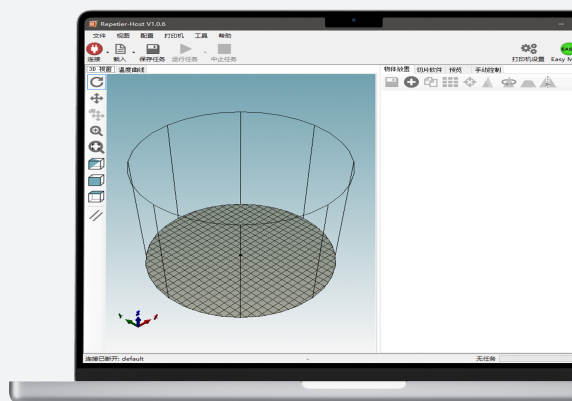 Repetier-Host V1.0.6
文件 视图 配置 打印机 工具 帮助
连接 载入 保存任务 运行任务 中止任务
打印机设置 Easy M
EAS
3D 视窗 温度曲线
物体放置 切片软件 预览 手动控制
连接已断开: default
-
无任务